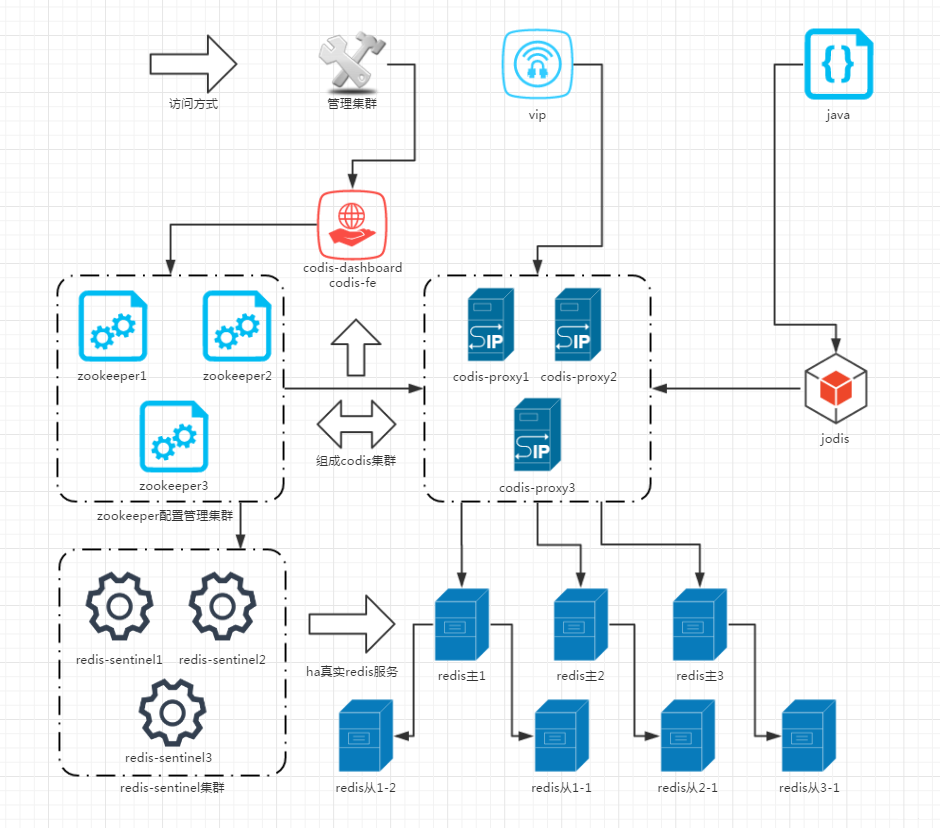 访问方式
管理集群
vip
java
codis-dashboard
codis-fe
zookeeper1
zookeeper2
SIP
SIP
codis-proxy1
codis-proxy2
zookeeper3
SIP
codis-proxy3
组成codis集群
jodis
zookeeper配置管理集群
redis-sentinel1
redis-sentinel2
ha真实redis服务
redis主1
redis主2
redis主3
redis-sentinel3
redis-sentinel集群
redis从1-2
redis从1-1
redis从2-1
redis从3-1